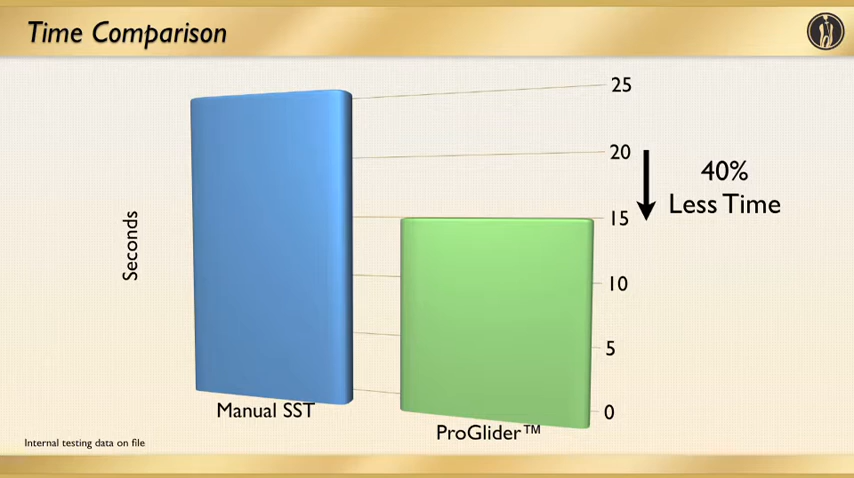 Time Comparison
25
20
15
10
5
0
Seconds
40%
Less Time
Manual SST
ProGlider™
Internal testing data on file